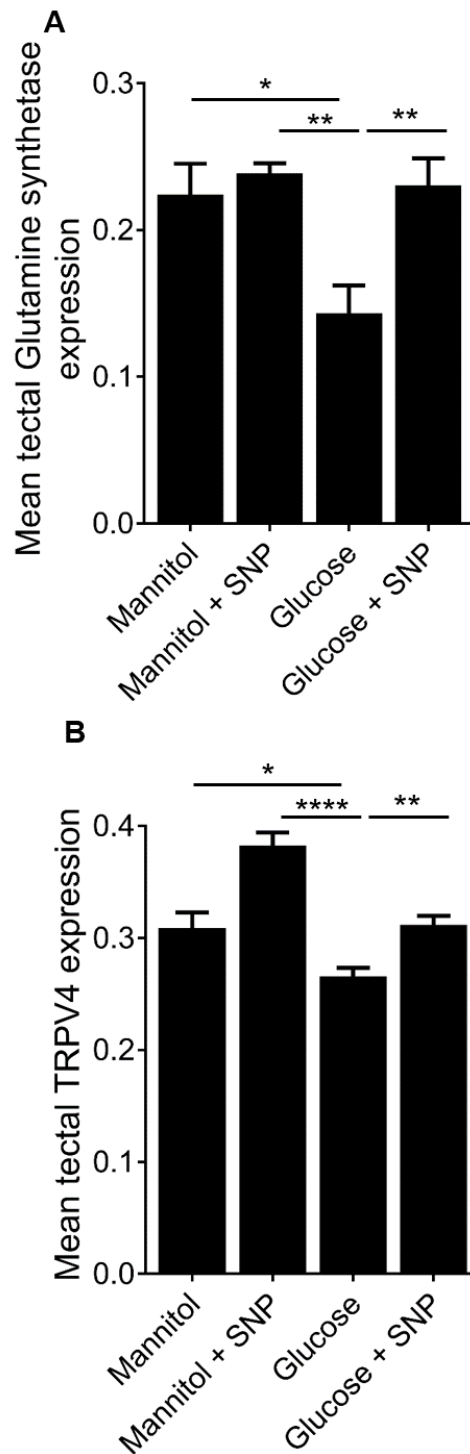 A
Mean tectal Glutamine synthetase
expression
0.3
0.2
0.1
0.0
*
**
**
Mannitol
Mannitol + SNP
Glucose
Glucose + SNP
B
Mean tectal TRPV4 expression
0.4
0.3
0.2
0.1
0.0
*
****
**
Mannitol
Mannitol + SNP
Glucose
Glucose + SNP